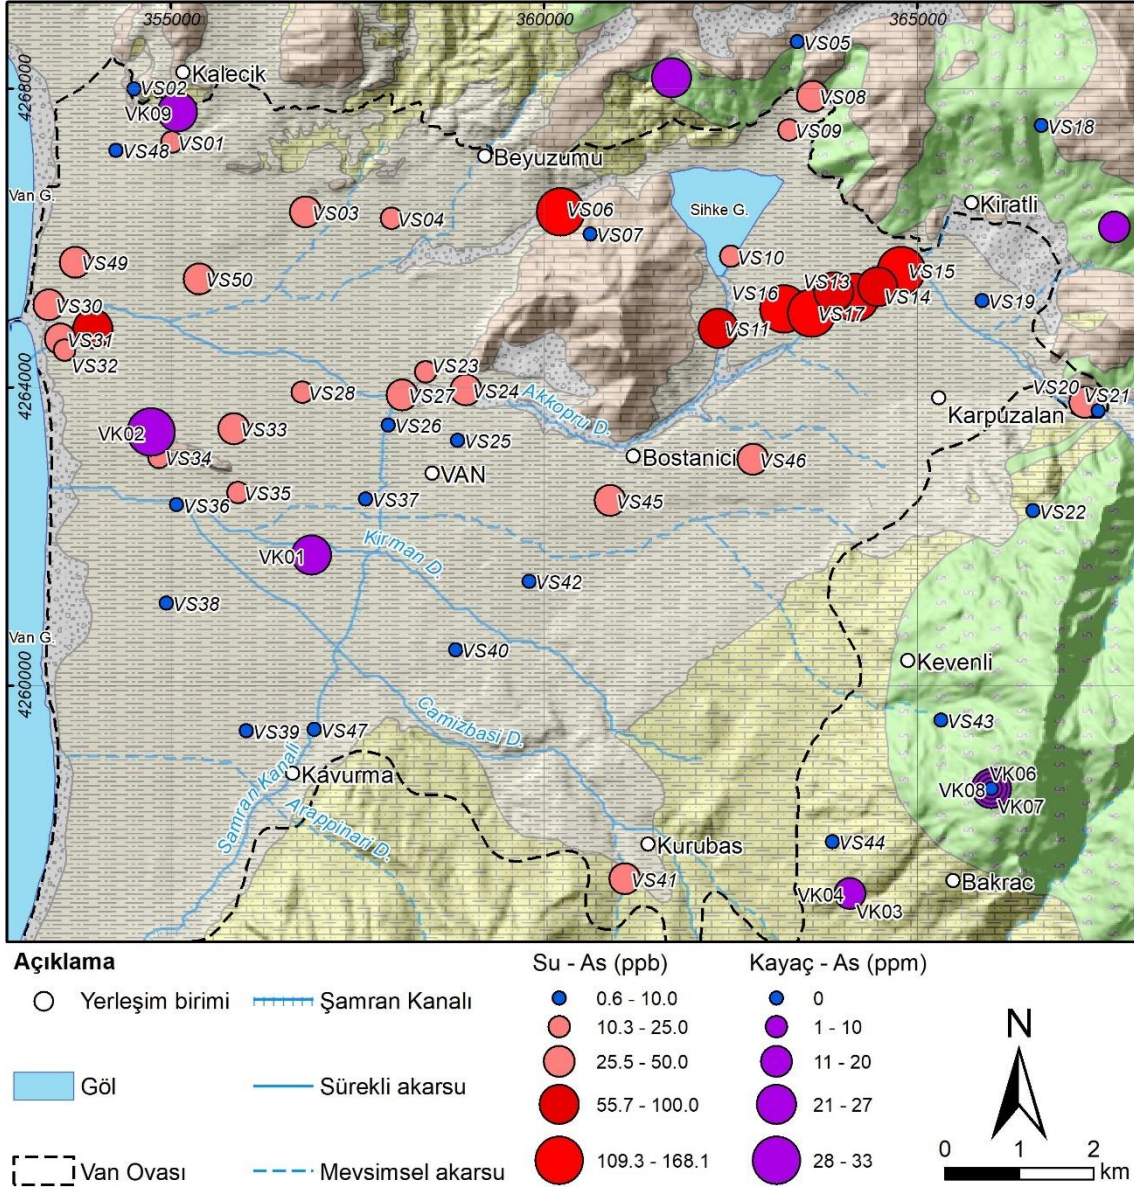 355000
360000
365000
4268000
4264000
4260000
Kalecik
VS05
VS02
VK09
VS01
VS48
VS08
VS09
VS18
Beyuzumu
Van G.
VS03
VS04
VS06
VS07
Sihke G.
Kiratli
VS49
VS50
VS10
VS15
VS13
VS14
VS16
VS17
VS19
VS30
VS31
VS32
VS11
VS23
VS24
VS28
VS27
Akkopru D.
Karpuzalan
VS20
VS21
VK02
VS33
VS26
VS25
VS34
VAN
Bostanici
VS46
VS35
VS36
VS37
VS45
VS22
VK01
Kirman D.
VS42
VS38
Van G.
VS40
Kevenli
VS39
VS47
Camizbasi D.
VS43
Kavurma
Samran Kanali
Arappinari D.
VK06
VK08
VK07
Kurubas
VS44
VS41
VK04
VK03
Bakrac
Açıklama
Yerleşim birimi
Göl
Van Ovası
Şamran Kanalı
Sürekli akarsu
Mevsimsel akarsu
Su - As (ppb)
0.6 - 10.0
10.3 - 25.0
25.5 - 50.0
55.7 - 100.0
109.3 - 168.1
Kayaç - As (ppm)
0
1 - 10
11 - 20
21 - 27
28 - 33
N
0 1 2
km